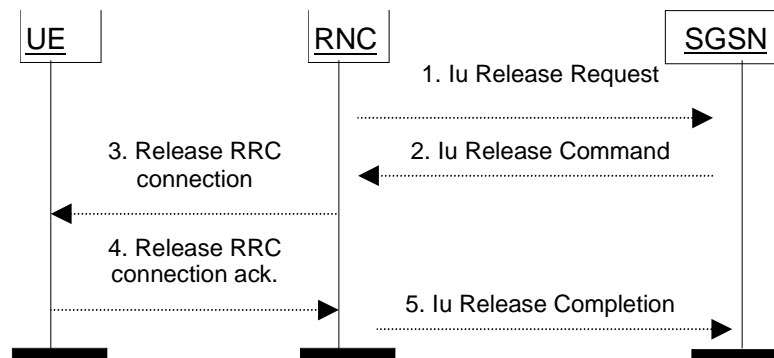 UE
RNC
SGSN
1. Iu Release Request
3. Release RRC
connection
2. Iu Release Command
4. Release RRC
connection ack.
5. Iu Release Completion